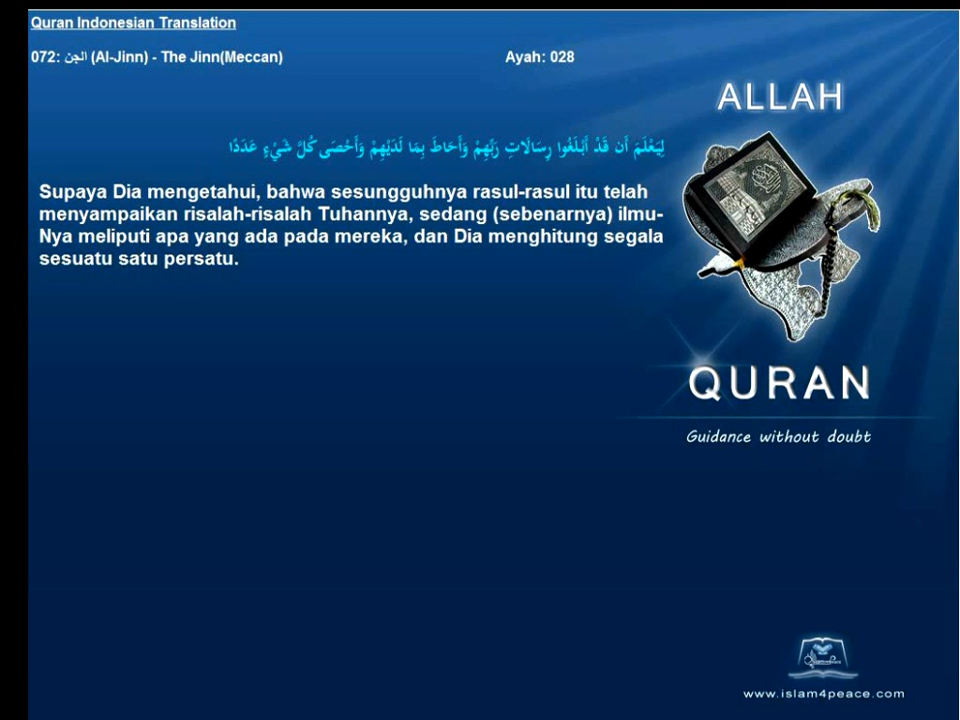 Quran Indonesian Translation
072: الجن (Al-Jinn) - The Jinn(Meccan) Ayah: 028
ALLAH
لِيَعْلَمَ أَن قَدْ أَبْلَغُوا رِسَالَاتِ رَبِّهِمْ وَأَحَاطَ بِمَا لَدَيْهِمْ وَأَحْصَى كُلَّ شَيْءٍ عَدَدًا
Supaya Dia mengetahui, bahwa sesungguhnya rasul-rasul itu telah
menyampaikan risalah-risalah Tuhannya, sedang (sebenarnya) ilmu-
Nya meliputi apa yang ada pada mereka, dan Dia menghitung segala
sesuatu satu persatu.
QURAN
Guidance without doubt
www.islam4peace.com